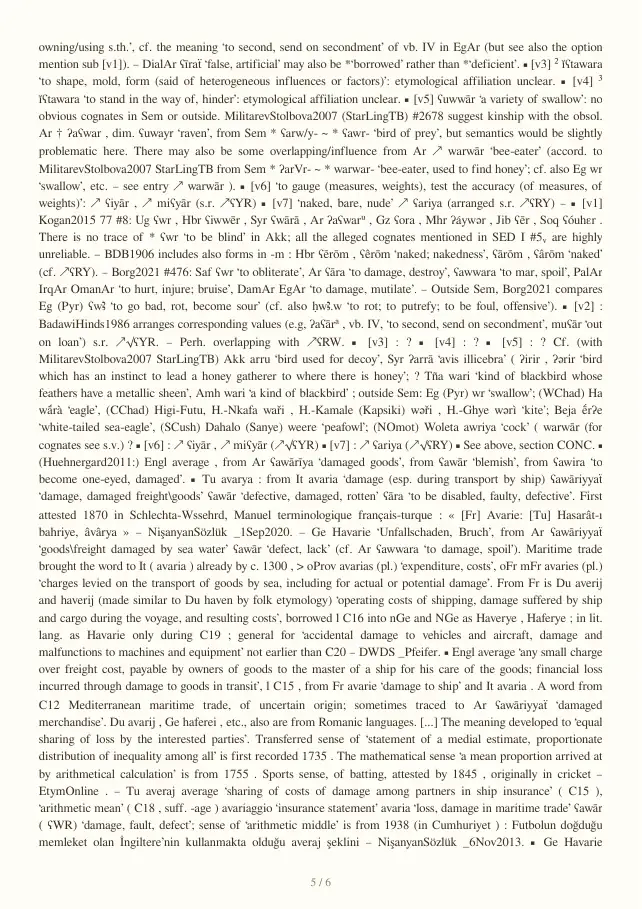 owning/using s.th.’, cf. the meaning ‘to second, send on secondment’ of vb. IV in EgAr (but see also the option
mention sub [v1]). – DialAr ʕīraẗ ‘false, artificial’ may also be *‘borrowed’ rather than *‘deficient’. ▪ [v3] ² ĭʕtawara
‘to shape, mold, form (said of heterogeneous influences or factors)’: etymological affiliation unclear. ▪ [v4] ³
ĭʕtawara ‘to stand in the way of, hinder’: etymological affiliation unclear. ▪ [v5] ʕuwwār ‘a variety of swallow’: no
obvious cognates in Sem or outside. MilitarevStolbova2007 (StarLingTB) #2678 suggest kinship with the obsol.
Ar † ʔaʕwar , dim. ʕuwayr ‘raven’, from Sem * ʕarw/y- ~ * ʕawr- ‘bird of prey’, but semantics would be slightly
problematic here. There may also be some overlapping/influence from Ar ↗ warwār ‘bee-eater’ (accord. to
MilitarevStolbova2007 StarLingTB from Sem * ʔarVr- ~ * warwar- ‘bee-eater, used to find honey’; cf. also Eg wr
‘swallow’, etc. – see entry ↗ warwār ). ▪ [v6] ‘to gauge (measures, weights), test the accuracy (of measures, of
weights)’: ↗ ʕiyār , ↗ miʕyār (s.r. ↗ʕYR) ▪ [v7] ‘naked, bare, nude’ ↗ ʕariya (arranged s.r. ↗ʕRY) – ▪ [v1]
Kogan2015 77 #8: Ug ʕwr , Hbr ʕiwwēr , Syr ʕwārā , Ar ʔaʕwarᵘ , Gz ʕora , Mhr ʔáywər , Jib ʕēr , Soq ʕóuhɛr .
There is no trace of * ʕwr ‘to be blind’ in Akk; all the alleged cognates mentioned in SED I #5ᵥ are highly
unreliable. – BDB1906 includes also forms in -m : Hbr ʕērōm , ʕêrōm ‘naked; nakedness’, ʕārōm , ʕârôm ‘naked’
(cf. ↗ʕRY). – Borg2021 #476: Saf ʕwr ‘to obliterate’, Ar ʕāra ‘to damage, destroy’, ʕawwara ‘to mar, spoil’, PalAr
IrqAr OmanAr ‘to hurt, injure; bruise’, DamAr EgAr ‘to damage, mutilate’. – Outside Sem, Borg2021 compares
Eg (Pyr) ʕwꜣ ‘to go bad, rot, become sour’ (cf. also ḥwꜣ.w ‘to rot; to putrefy; to be foul, offensive’). ▪ [v2] :
BadawiHinds1986 arranges corresponding values (e.g, ʔaʕārᵃ , vb. IV, ‘to second, send on secondment’, muʕār ‘out
on loan’) s.r. ↗√ʕYR. – Perh. overlapping with ↗ʕRW. ▪ [v3] : ? ▪ [v4] : ? ▪ [v5] : ? Cf. (with
MilitarevStolbova2007 StarLingTB) Akk arru ‘bird used for decoy’, Syr ʔarrā ‘avis illicebra’ ( ʔirir , ʔərir ‘bird
which has an instinct to lead a honey gatherer to where there is honey’; ? Tña wari ‘kind of blackbird whose
feathers have a metallic sheen’, Amh wari ‘a kind of blackbird’ ; outside Sem: Eg (Pyr) wr ‘swallow’; (WChad) Ha
wā̀rà ‘eagle’, (CChad) Higi-Futu, H.-Nkafa waři , H.-Kamale (Kapsiki) wəři , H.-Ghye wəri ‘kite’; Beja ḗrʔe
‘white-tailed sea-eagle’, (SCush) Dahalo (Sanye) weere ‘peafowl’; (NOmot) Woleta awriya ‘cock’ ( warwār (for
cognates see s.v.) ? ▪ [v6] : ↗ ʕiyār , ↗ miʕyār (↗√ʕYR) ▪ [v7] : ↗ ʕariya (↗√ʕRY) ▪ See above, section CONC. ▪
(Huehnergard2011:) Engl average , from Ar ʕawārīya ‘damaged goods’, from ʕawār ‘blemish’, from ʕawira ‘to
become one-eyed, damaged’. ▪ Tu avarya : from It avaria ‘damage (esp. during transport by ship) ʕawāriyyaẗ
‘damage, damaged freight\goods’ ʕawār ‘defective, damaged, rotten’ ʕāra ‘to be disabled, faulty, defective’. First
attested 1870 in Schlechta-Wssehrd, Manuel terminologique français-turque : « [Fr] Avarie: [Tu] Hasarât-ı
bahriye, âvârya » – NişanyanSözlük _1Sep2020. – Ge Havarie ‘Unfallschaden, Bruch’, from Ar ʕawāriyyaẗ
‘goods\freight damaged by sea water’ ʕawār ‘defect, lack’ (cf. Ar ʕawwara ‘to damage, spoil’). Maritime trade
brought the word to It ( avaria ) already by c. 1300 , > oProv avarias (pl.) ‘expenditure, costs’, oFr mFr avaries (pl.)
‘charges levied on the transport of goods by sea, including for actual or potential damage’. From Fr is Du averij
and haverij (made similar to Du haven by folk etymology) ‘operating costs of shipping, damage suffered by ship
and cargo during the voyage, and resulting costs’, borrowed l C16 into nGe and NGe as Haverye , Haferye ; in lit.
lang. as Havarie only during C19 ; general for ‘accidental damage to vehicles and aircraft, damage and
malfunctions to machines and equipment’ not earlier than C20 – DWDS _Pfeifer. ▪ Engl average ‘any small charge
over freight cost, payable by owners of goods to the master of a ship for his care of the goods; financial loss
incurred through damage to goods in transit’, l C15 , from Fr avarie ‘damage to ship’ and It avaria . A word from
C12 Mediterranean maritime trade, of uncertain origin; sometimes traced to Ar ʕawāriyyaẗ ‘damaged
merchandise’. Du avarij , Ge haferei , etc., also are from Romanic languages. [...] The meaning developed to ‘equal
sharing of loss by the interested parties’. Transferred sense of ‘statement of a medial estimate, proportionate
distribution of inequality among all’ is first recorded 1735 . The mathematical sense ‘a mean proportion arrived at
by arithmetical calculation’ is from 1755 . Sports sense, of batting, attested by 1845 , originally in cricket –
EtymOnline . – Tu averaj average ‘sharing of costs of damage among partners in ship insurance’ ( C15 ),
‘arithmetic mean’ ( C18 , suff. -age ) avariaggio ‘insurance statement’ avaria ‘loss, damage in maritime trade’ ʕawār
( ʕWR) ‘damage, fault, defect’; sense of ‘arithmetic middle’ is from 1938 (in Cumhuriyet ) : Futbolun doğduğu
memleket olan İngiltere’nin kullanmakta olduğu averaj şeklini – NişanyanSözlük _6Nov2013. ▪ Ge Havarie
5 / 6